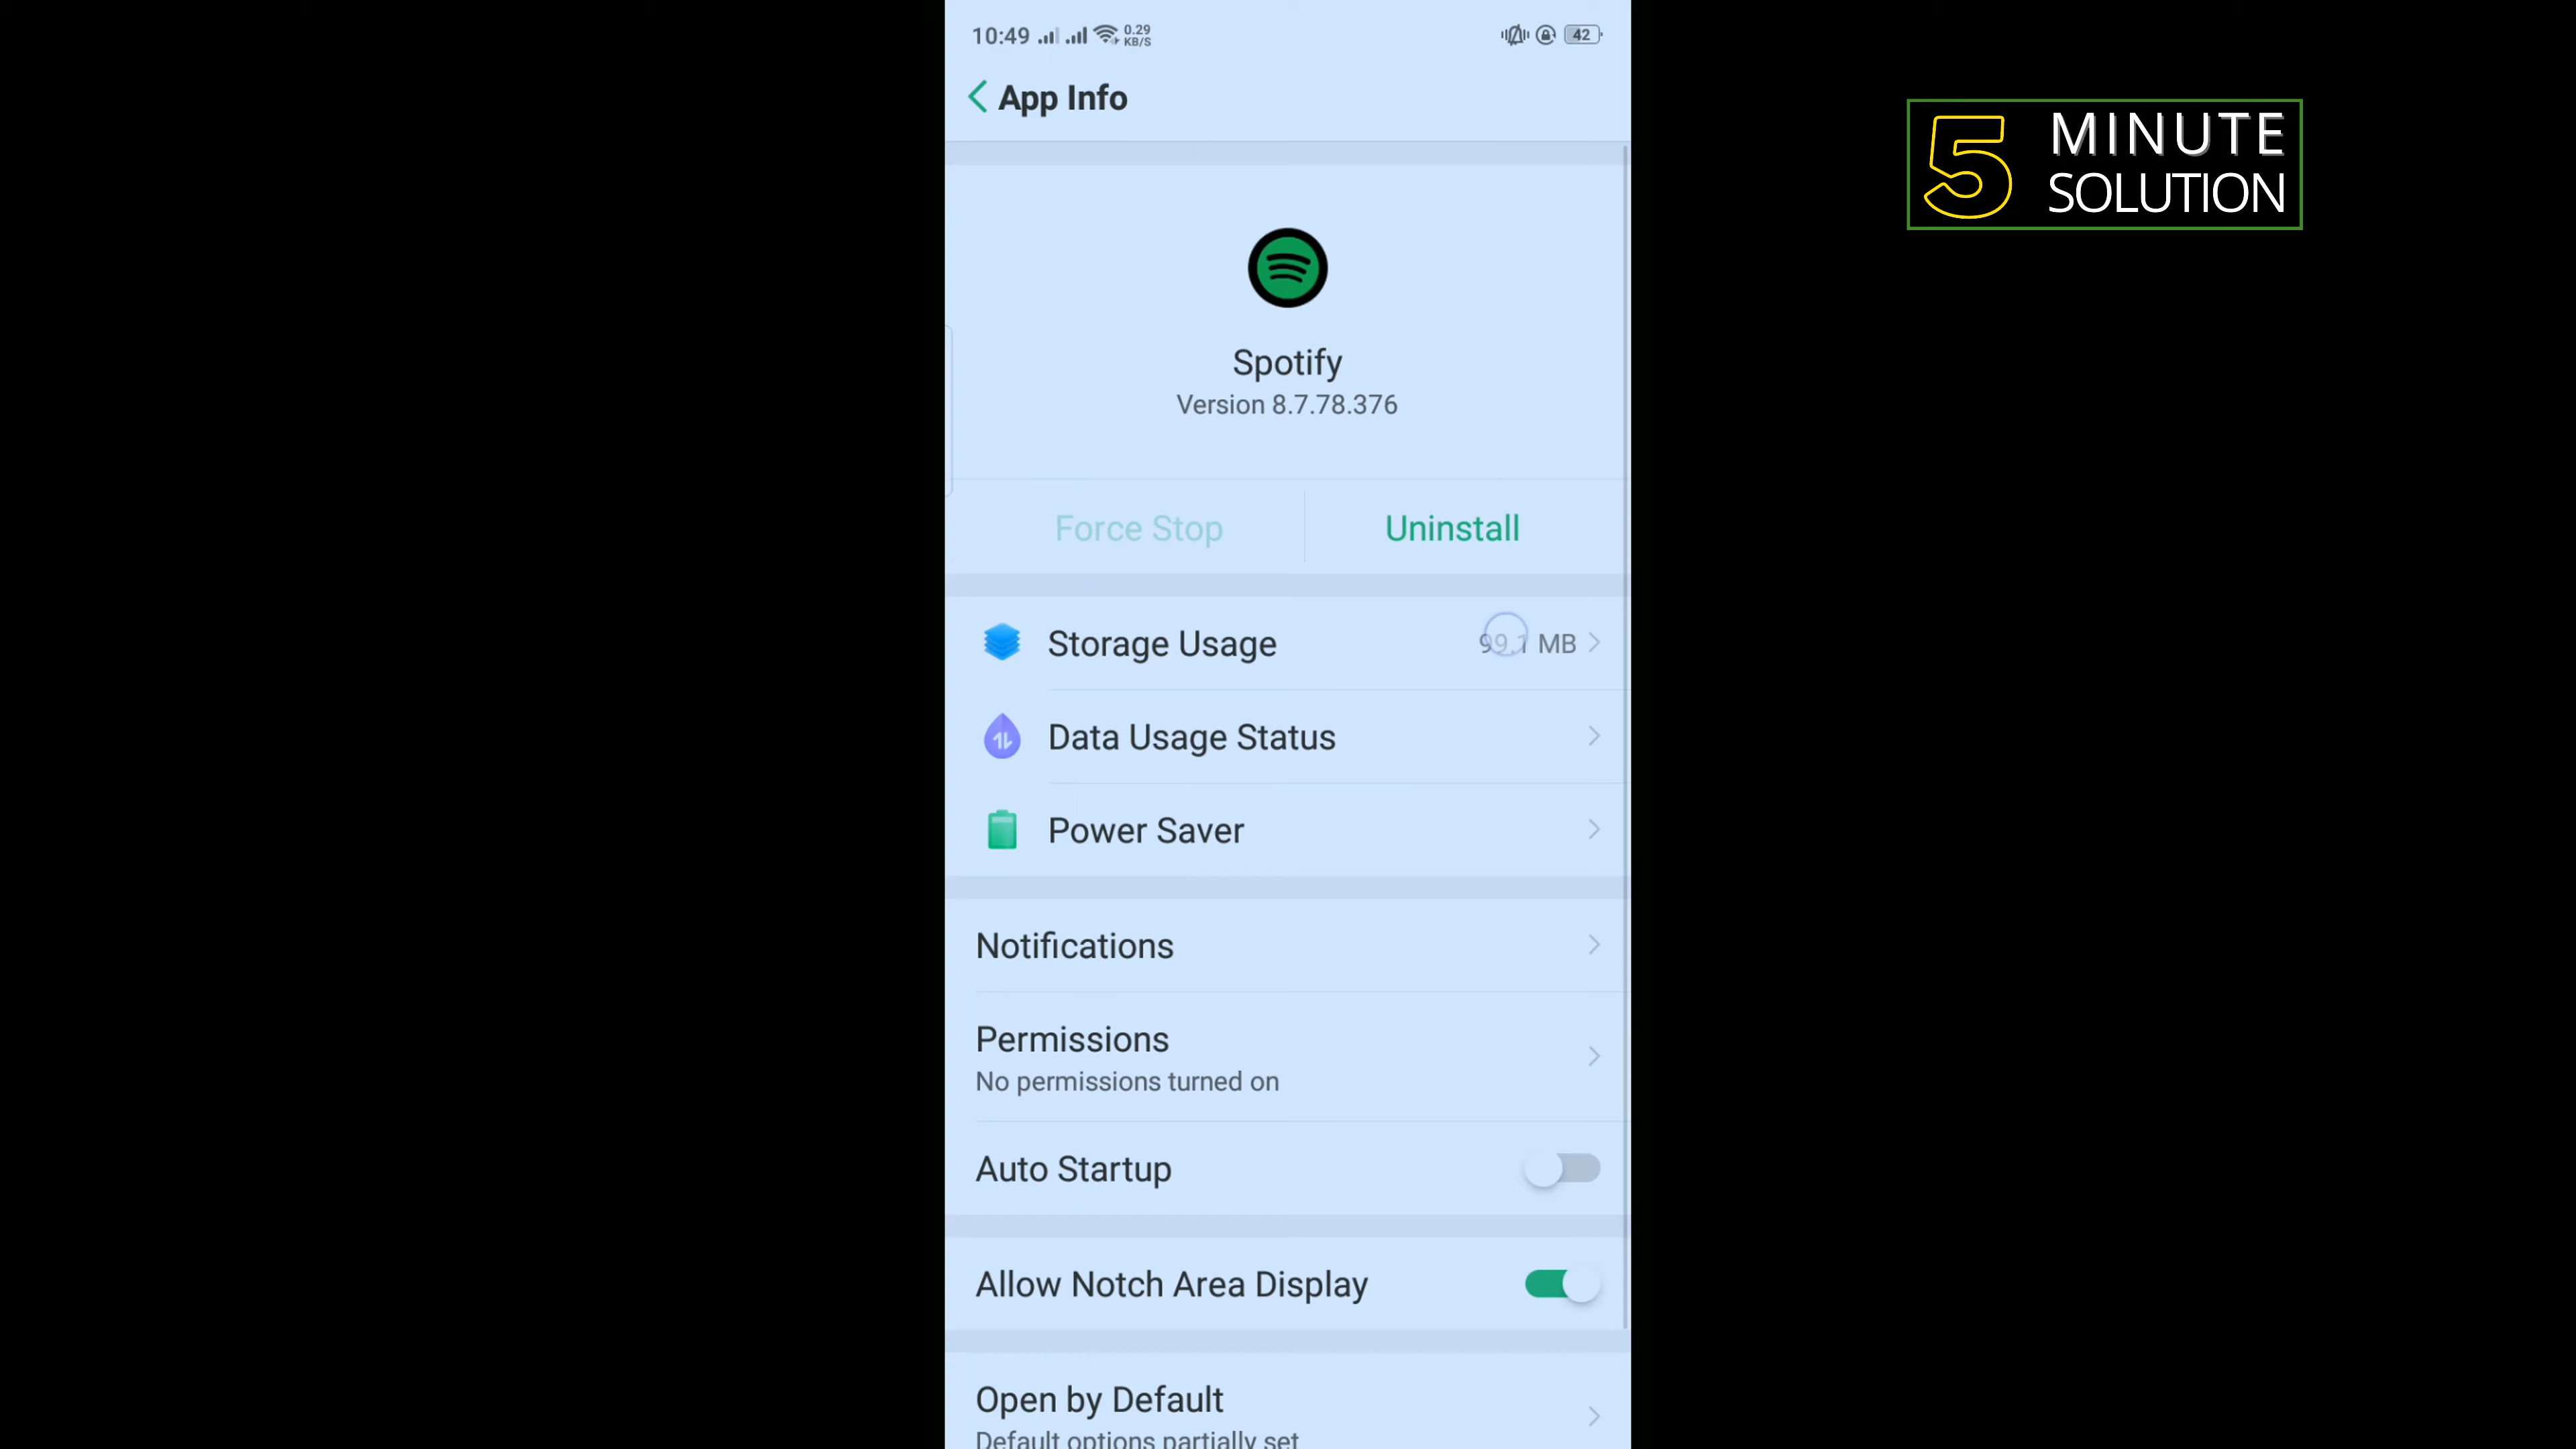 10:49 0.29 KB/S 42
App Info
5 MINUTE
SOLUTION
Spotify
Version 8.7.78.376
Force Stop Uninstall
Storage Usage 99.1 MB
Data Usage Status
Power Saver
Notifications
Permissions
No permissions turned on
Auto Startup
Allow Notch Area Display
Open by Default
Default options partially set